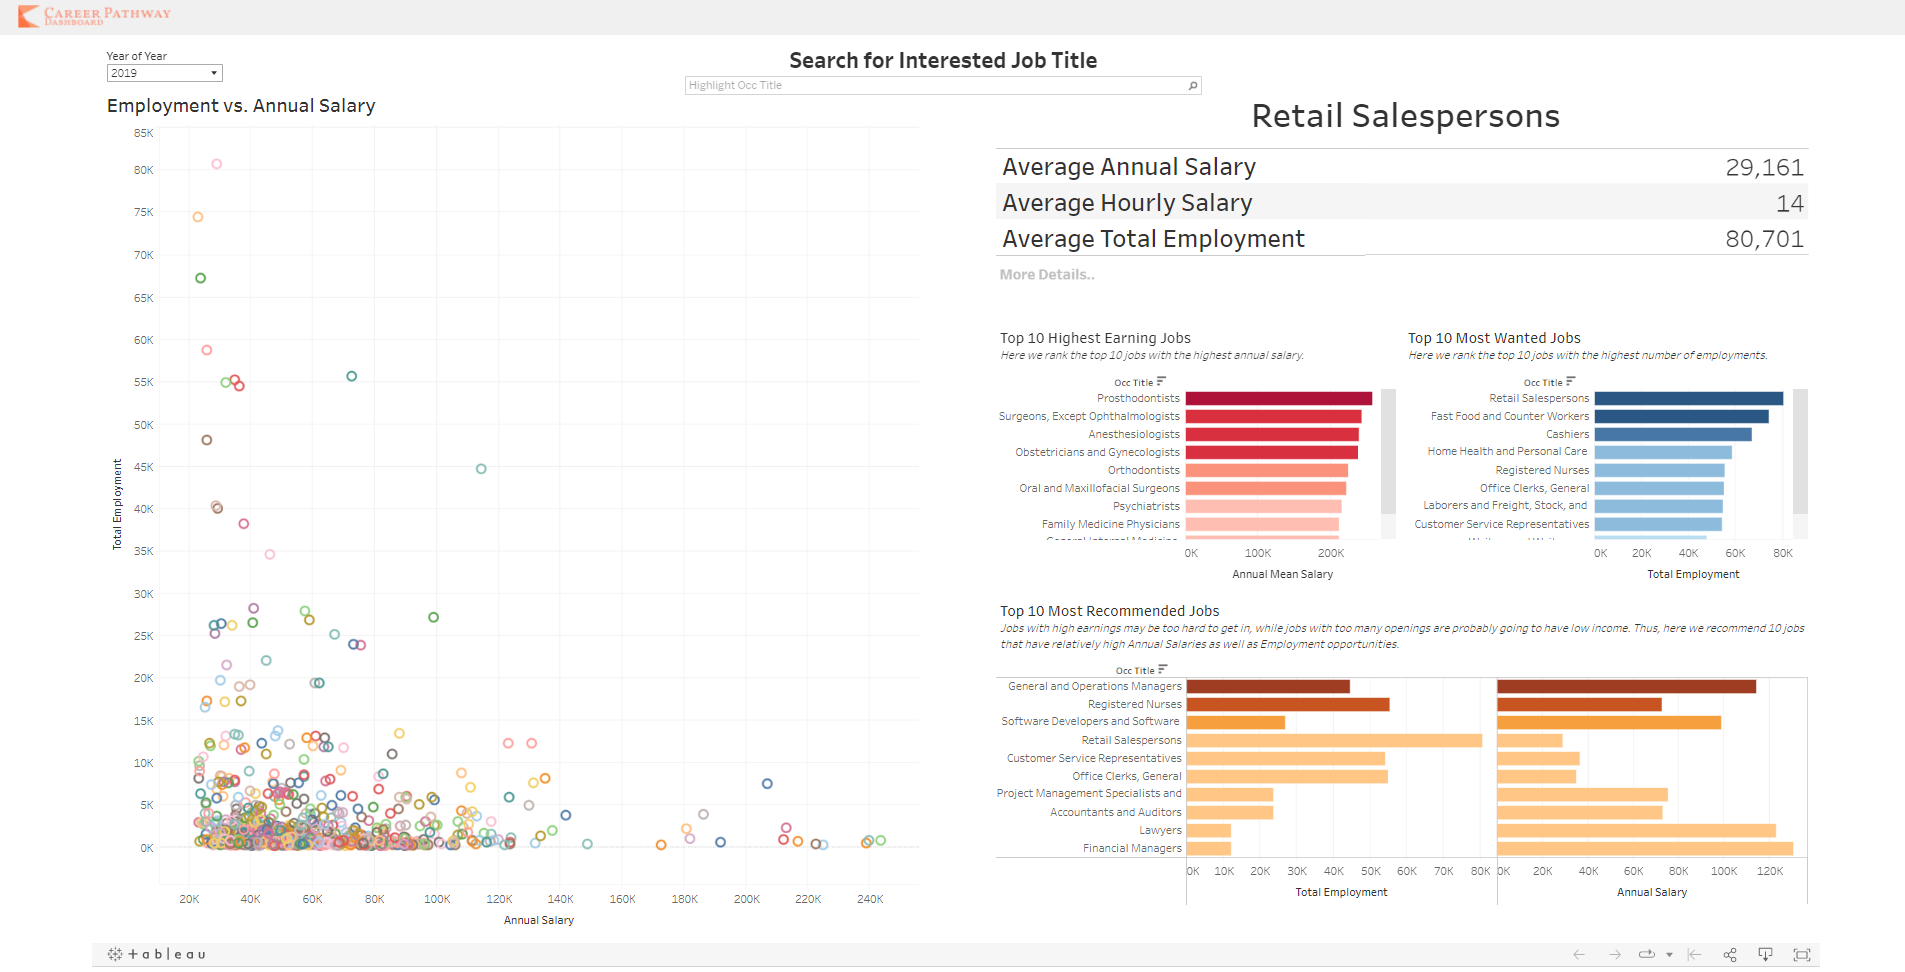 CAREER PATHWAY
DASHBOARD
Year of Year
2019
Search for Interested Job Title
Highlight Occ Title
Employment vs. Annual Salary
85K
80K
75K
70K
65K
60K
55K
50K
45K
40K
35K
30K
25K
20K
15K
10K
5K
0K
Total Employment
20K 40K 60K 80K 100K 120K 140K 160K 180K 200K 220K 240K
Annual Salary
Retail Salespersons
Average Annual Salary 29,161
Average Hourly Salary 14
Average Total Employment 80,701
More Details..
Top 10 Highest Earning Jobs
Here we rank the top 10 jobs with the highest annual salary.
Occ Title
Prosthodontists
Surgeons, Except Ophthalmologists
Anesthesiologists
Obstetricians and Gynecologists
Orthodontists
Oral and Maxillofacial Surgeons
Psychiatrists
Family Medicine Physicians
0K 100K 200K
Annual Mean Salary
Top 10 Most Wanted Jobs
Here we rank the top 10 jobs with the highest number of employments.
Occ Title
Retail Salespersons
Fast Food and Counter Workers
Cashiers
Home Health and Personal Care
Registered Nurses
Office Clerks, General
Laborers and Freight, Stock, and
Customer Service Representatives
0K 20K 40K 60K 80K
Total Employment
Top 10 Most Recommended Jobs
Jobs with high earnings may be too hard to get in, while jobs with too many openings are probably going to have low income. Thus, here we recommend 10 jobs
that have relatively high Annual Salaries as well as Employment opportunities.
Occ Title
General and Operations Managers
Registered Nurses
Software Developers and Software
Retail Salespersons
Customer Service Representatives
Office Clerks, General
Project Management Specialists and
Accountants and Auditors
Lawyers
Financial Managers
0K 10K 20K 30K 40K 50K 60K 70K 80K
Total Employment
0K 20K 40K 60K 80K 100K 120K
Annual Salary
+ableau